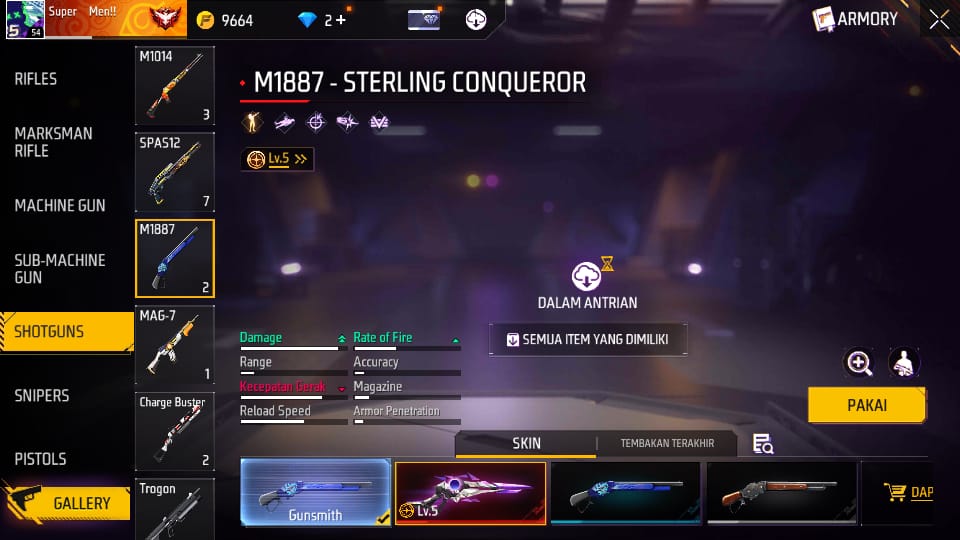 Super Men!!
5
54
9664
2 +
ARMORY
RIFLES
MARKSMAN
RIFLE
MACHINE GUN
SUB-MACHINE
GUN
SHOTGUNS
SNIPERS
PISTOLS
GALLERY
M1014
3
SPAS12
7
M1887
2
MAG-7
1
Charge Buster
2
Trogon
M1887 - STERLING CONQUEROR
Lv.5
DALAM ANTRIAN
SEMUA ITEM YANG DIMILIKI
Damage
Rate of Fire
Range
Accuracy
Kecepatan Gerak
Magazine
Reload Speed
Armor Penetration
PAKAI
SKIN
TEMBAKAN TERAKHIR
Gunsmith
Lv.5
DAP